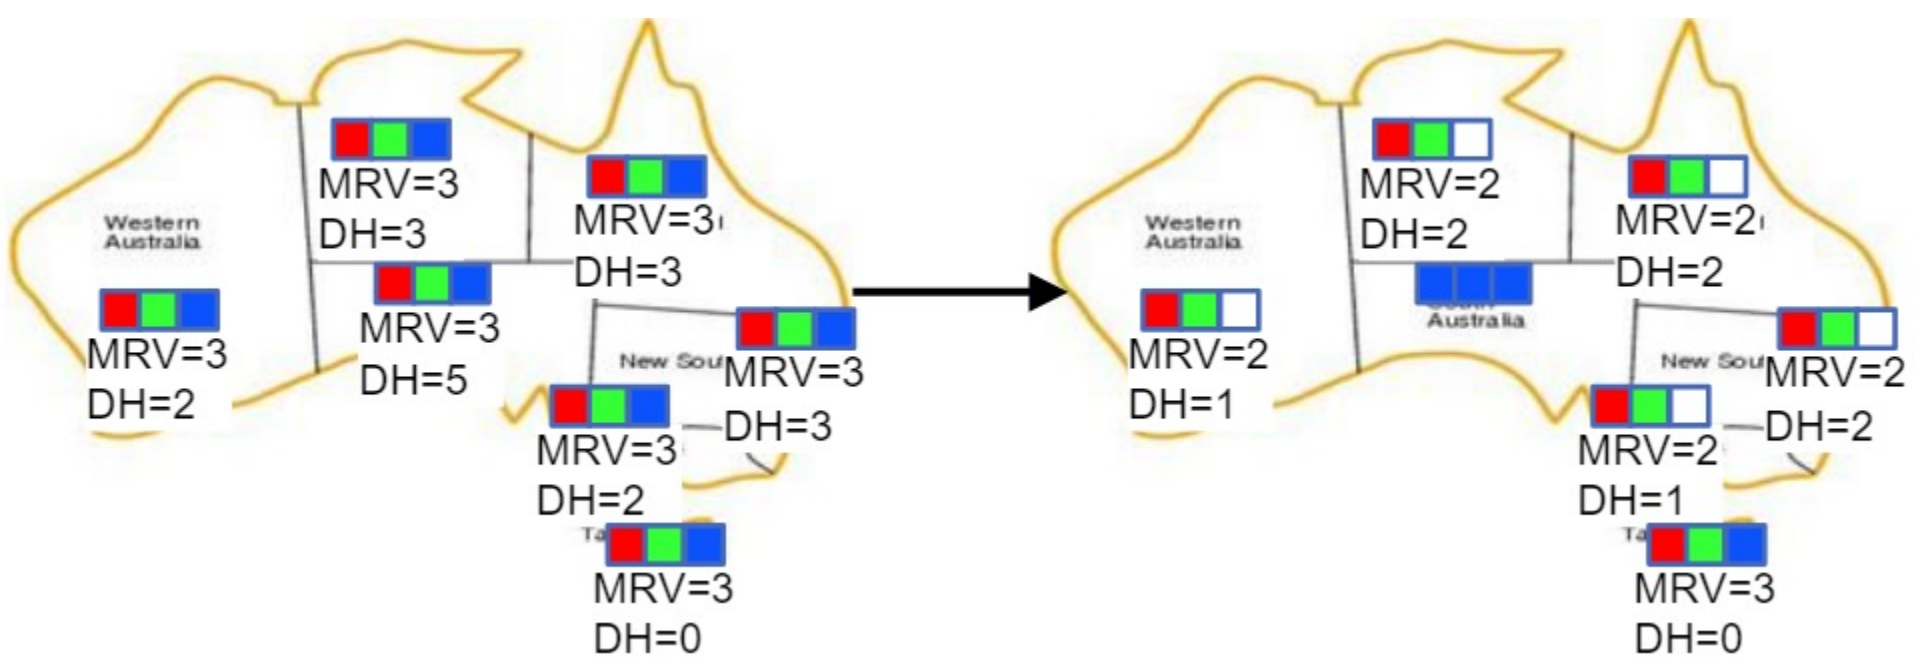 MRV=3
DH=3
MRV=3
DH=3
Western
Australia
MRV=3
DH=2
MRV=3
DH=5
New Sou
MRV=3
DH=3
MRV=3
DH=2
Ta
MRV=3
DH=0
MRV=2
DH=2
MRV=2
DH=2
Western
Australia
MRV=2
DH=1
Australia
New Sou
MRV=2
DH=2
MRV=2
DH=1
Ta
MRV=3
DH=0